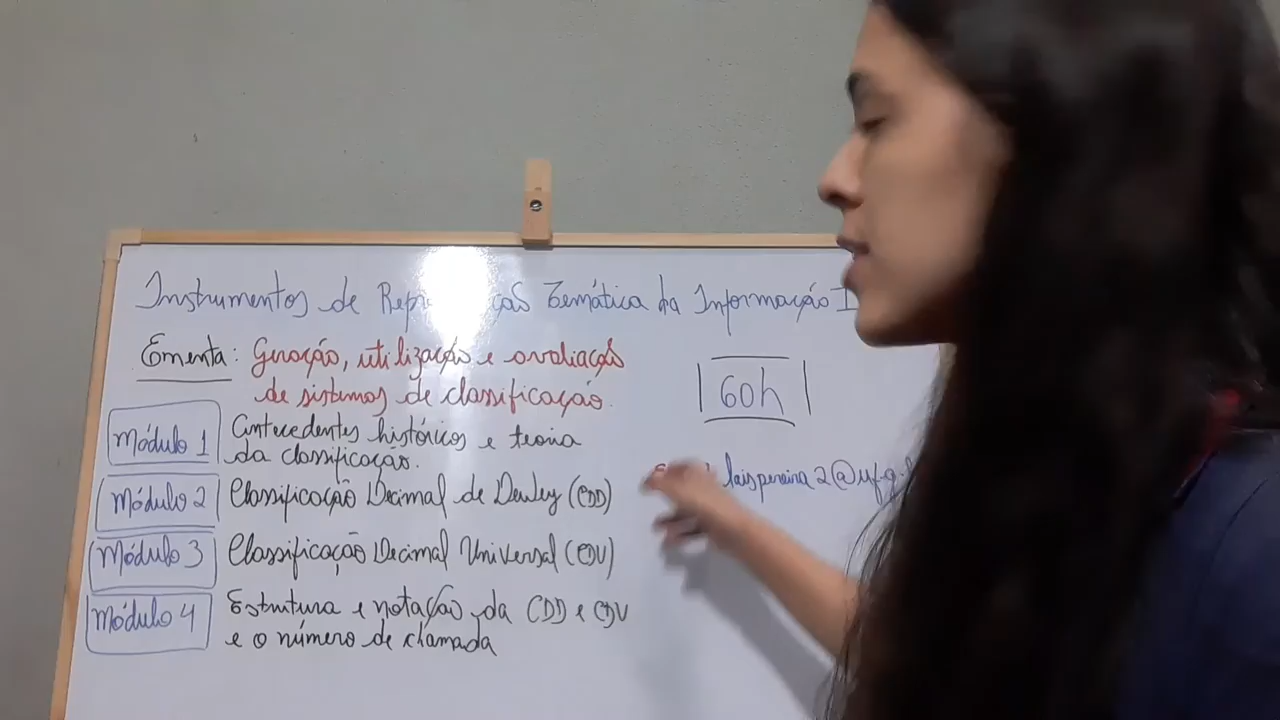 Instrumentos de Temática da Informação I
Ementa: Geração, utilização e avaliação
de sistemas de classificação.
60h
Módulo 1 Antecedentes históricos e teoria
da classificação.
laispereira2@ufg.
Módulo 2 Classificação Decimal de Dewey (CDD)
Módulo 3 Classificação Decimal Universal (CDU)
Módulo 4 Estrutura e notação da CDD e CDU
e o número de chamada